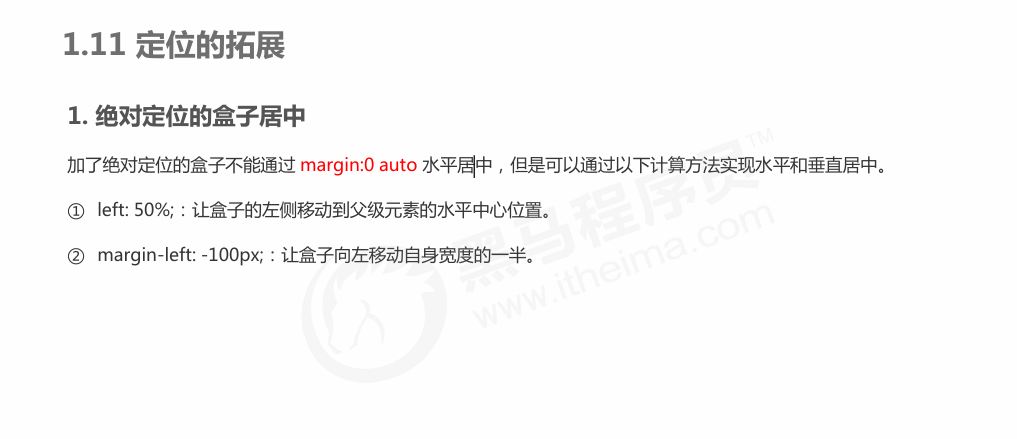 1.11 定位的拓展
1. 绝对定位的盒子居中
加了绝对定位的盒子不能通过 margin:0 auto 水平居中，但是可以通过以下计算方法实现水平和垂直居中。
① left: 50%;：让盒子的左侧移动到父级元素的水平中心位置。
② margin-left: -100px;：让盒子向左移动自身宽度的一半。
黑马程序员™
www.itheima.com